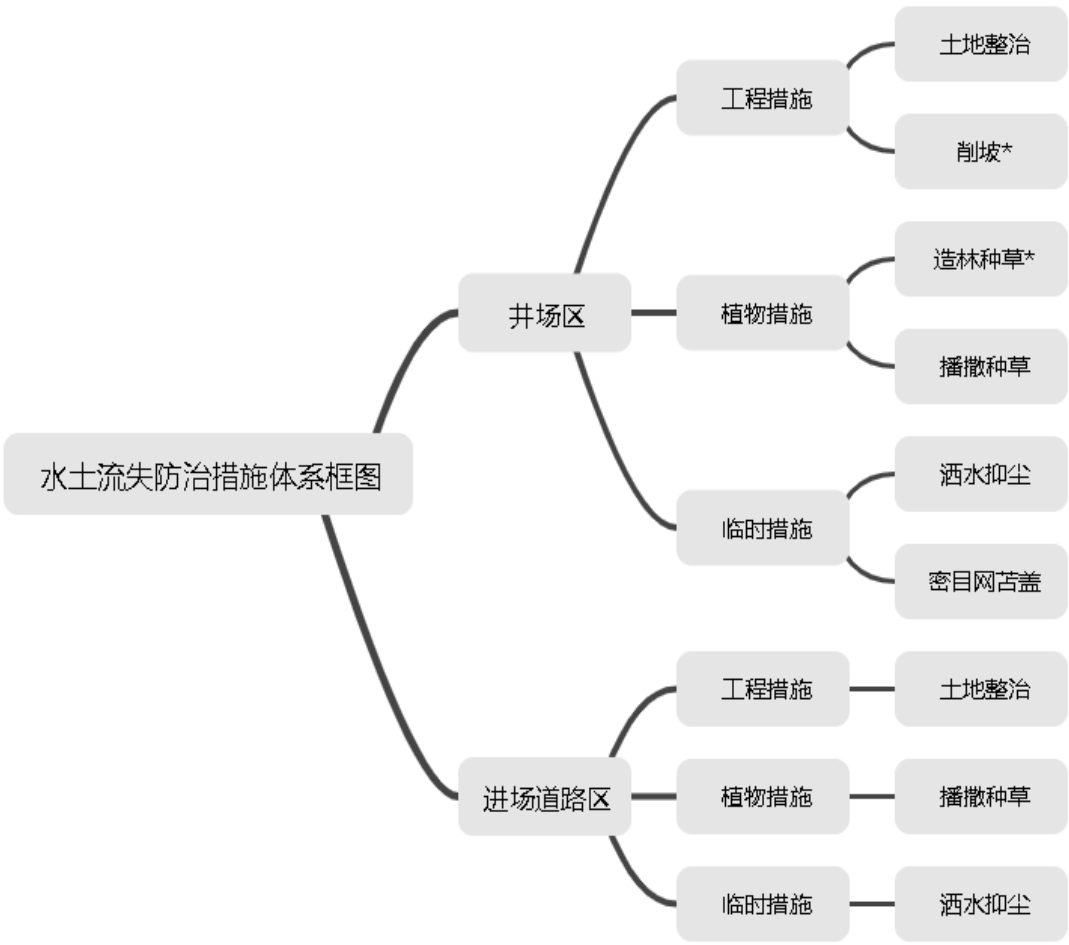 水土流失防治措施体系框图
井场区
工程措施
土地整治
削坡*
植物措施
造林种草*
播撒种草
临时措施
洒水抑尘
密目网苫盖
进场道路区
工程措施
土地整治
植物措施
播撒种草
临时措施
洒水抑尘